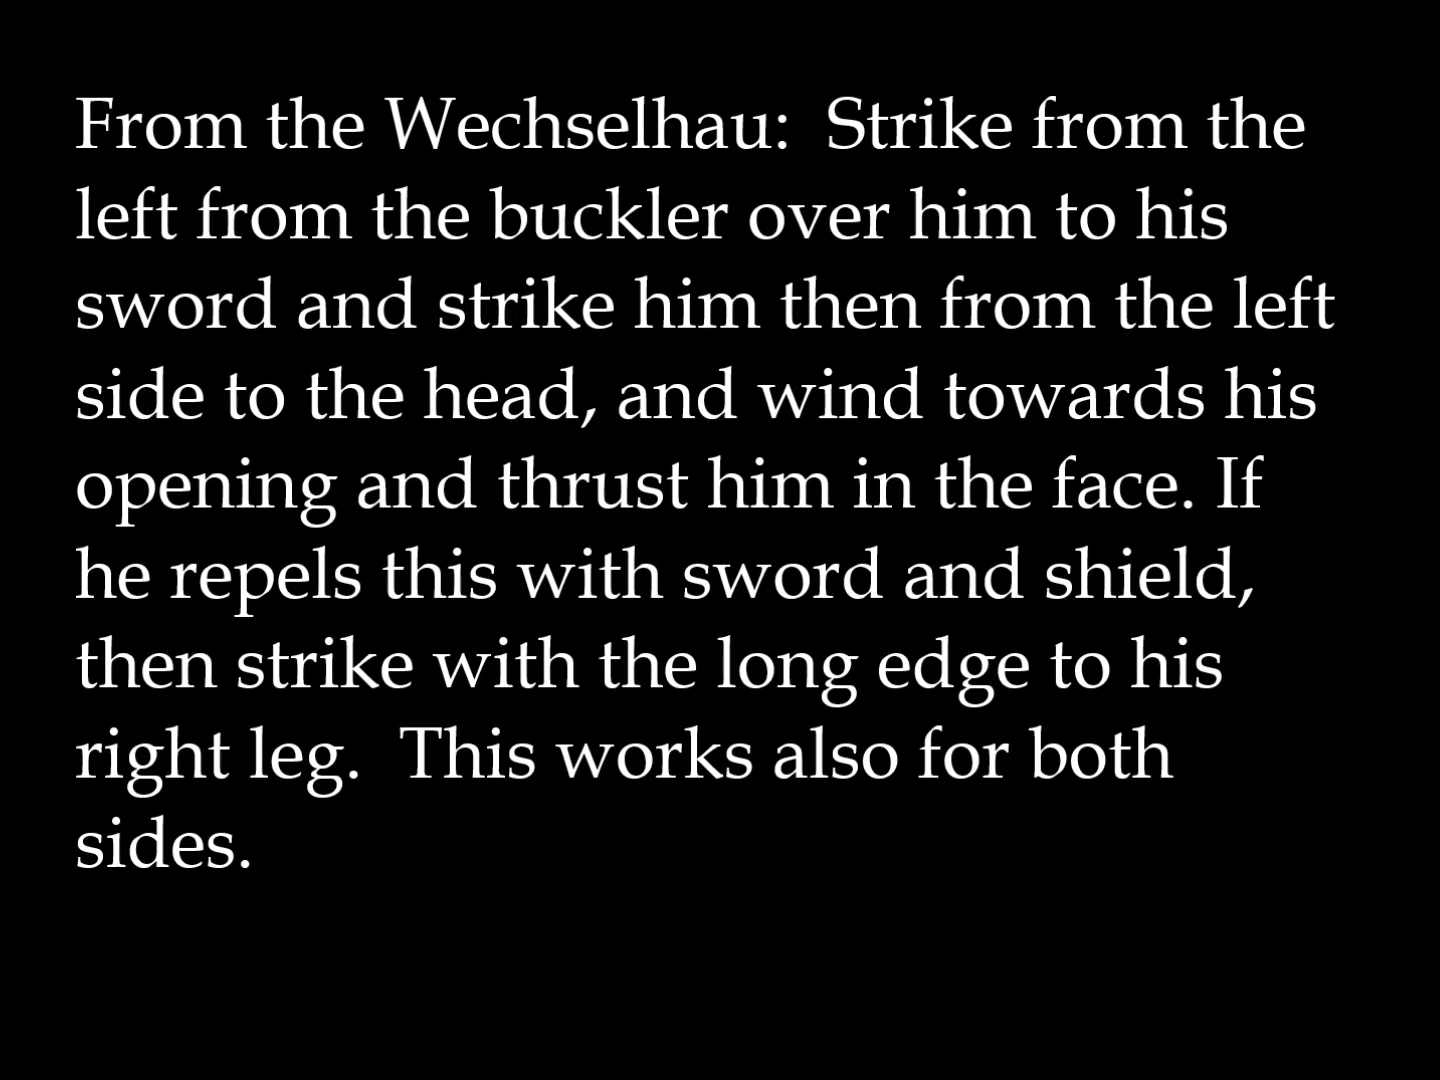 From the Wechselhau:  Strike from the
left from the buckler over him to his
sword and strike him then from the left
side to the head, and wind towards his
opening and thrust him in the face. If
he repels this with sword and shield,
then strike with the long edge to his
right leg.  This works also for both
sides.